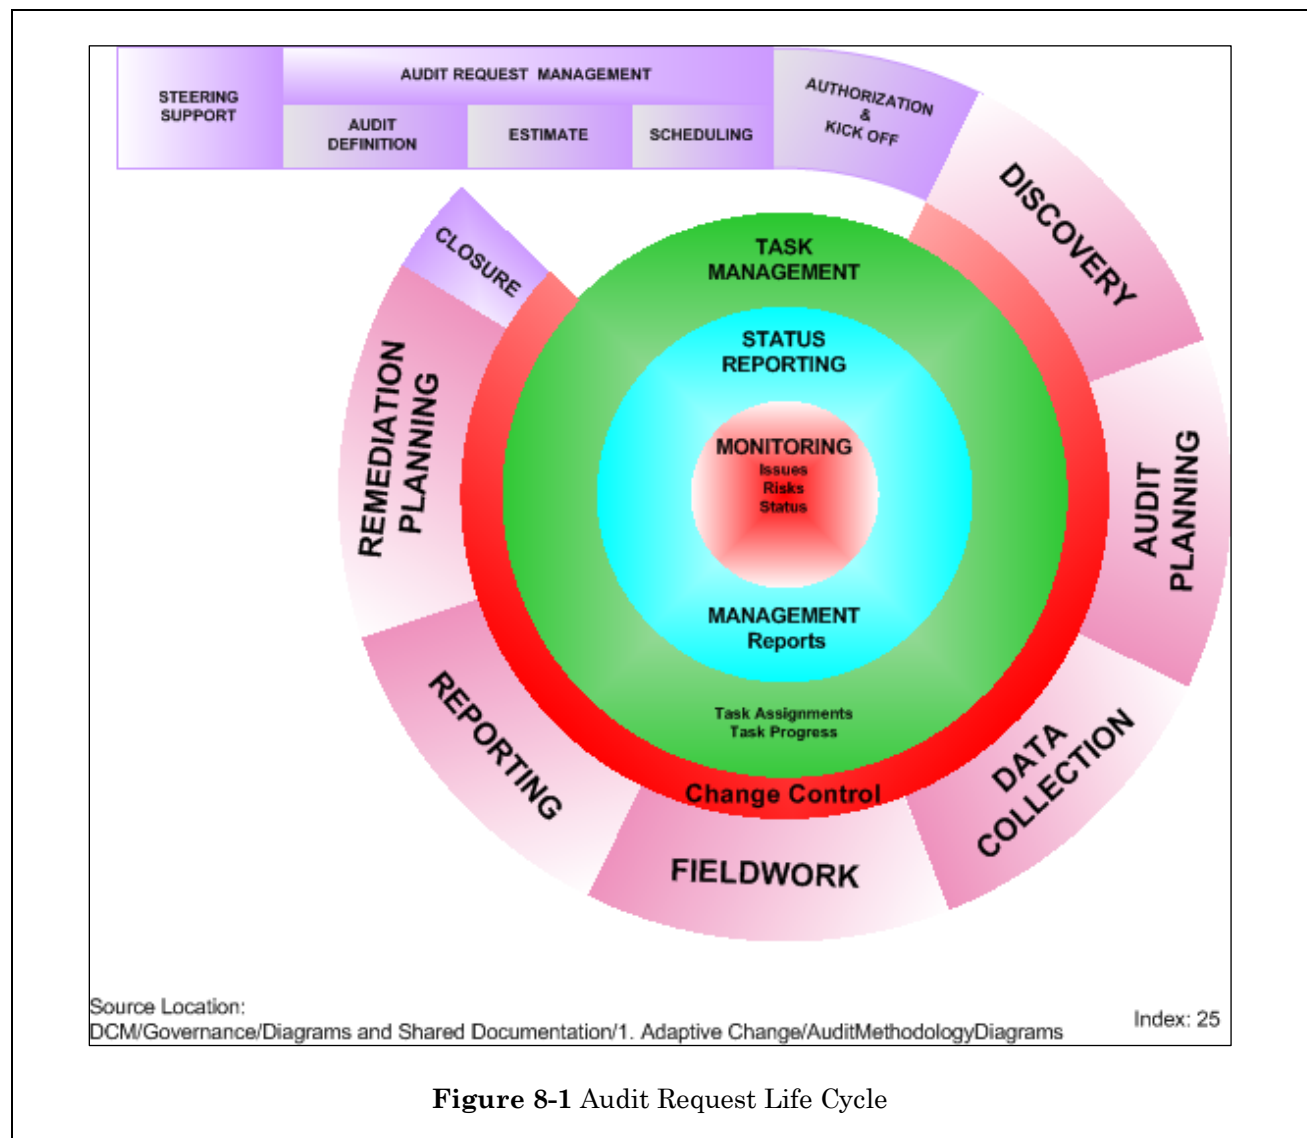 STEERING
SUPPORT
AUDIT REQUEST MANAGEMENT
AUDIT
DEFINITION
ESTIMATE
SCHEDULING
AUTHORIZATION
&
KICK OFF
DISCOVERY
AUDIT
PLANNING
DATA
COLLECTION
FIELDWORK
REPORTING
REMEDIATION
PLANNING
CLOSURE
TASK
MANAGEMENT
STATUS
REPORTING
MONITORING
Issues
Risks
Status
MANAGEMENT
Reports
Task Assignments
Task Progress
Change Control
Source Location:
DCM/Governance/Diagrams and Shared Documentation/1. Adaptive Change/AuditMethodologyDiagrams
Index: 25
Figure 8-1 Audit Request Life Cycle